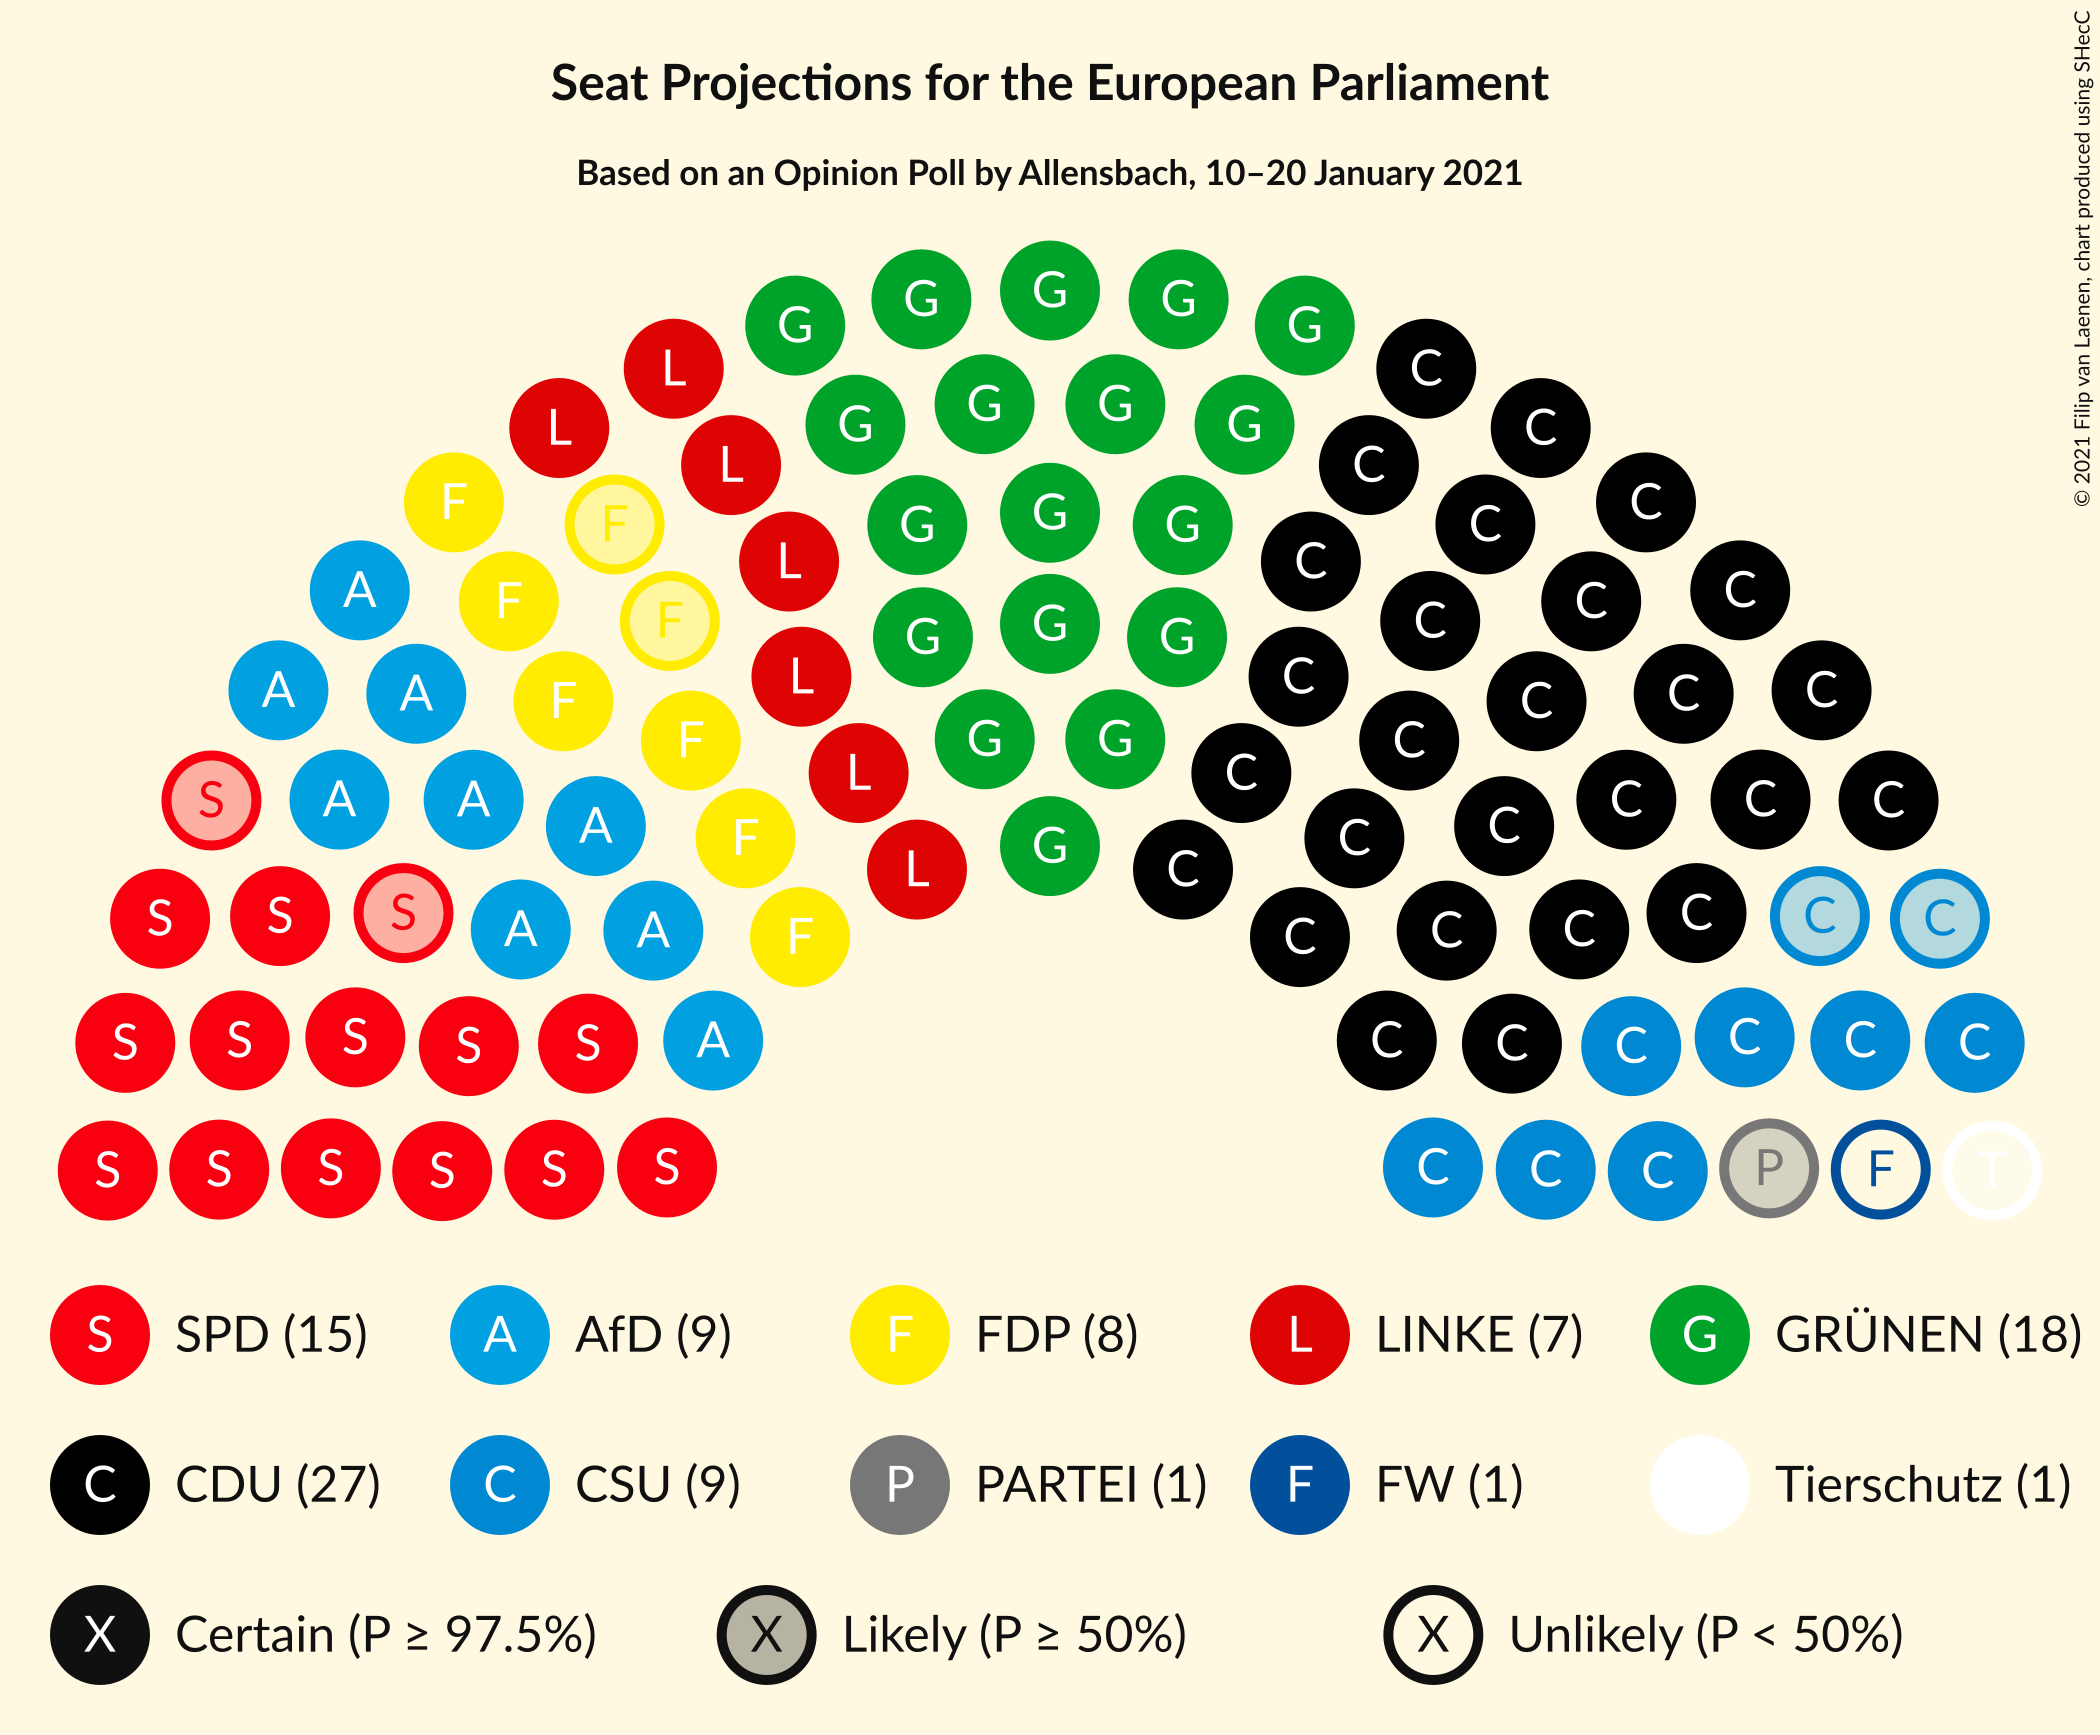 Seat Projections for the European Parliament
Based on an Opinion Poll by Allensbach, 10–20 January 2021
© 2021 Filip van Laenen, chart produced using SHecC
G G G G G
L G G G G C
L L G G G C C
F F L G G G C C C
A F F L G G G C C C C
A A F F L G G C C C C C
S A A A F L G C C C C C C
S S S A A F L C C C C C C C
S S S S S A C C C C C C
S S S S S S C C C P F T
S SPD (15) A AfD (9) F FDP (8) L LINKE (7) G GRÜNEN (18)
C CDU (27) C CSU (9) P PARTEI (1) F FW (1) Tierschutz (1)
X Certain (P ≥ 97.5%) X Likely (P ≥ 50%) X Unlikely (P < 50%)